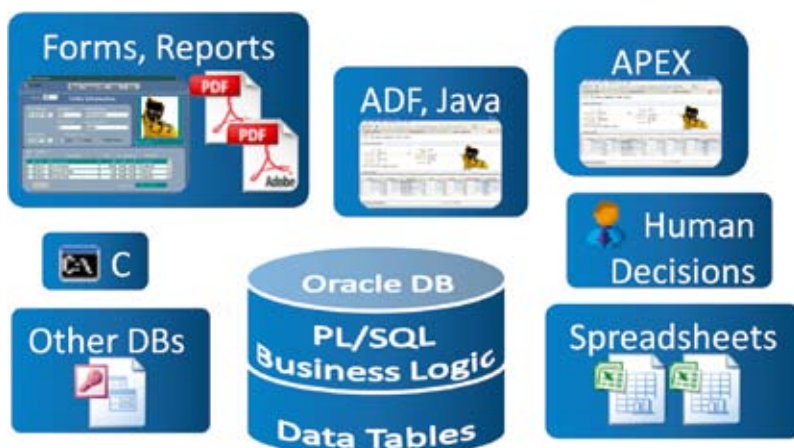 Forms, Reports
PDF
PDF
Adobe
ADF, Java
APEX
C:\
C
Human
Decisions
Oracle DB
PL/SQL
Business Logic
Data Tables
Other DBs
Spreadsheets